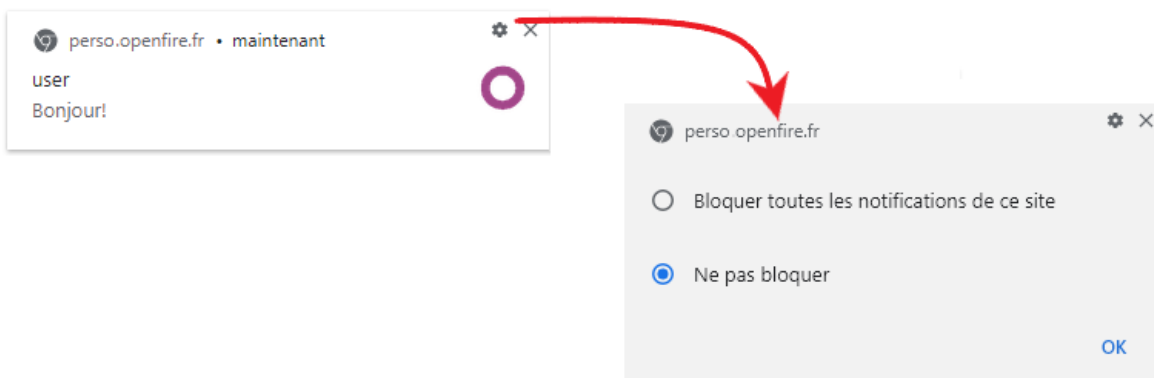 perso.openfire.fr • maintenant
user
Bonjour!
perso openfire.fr
Bloquer toutes les notifications de ce site
Ne pas bloquer
OK